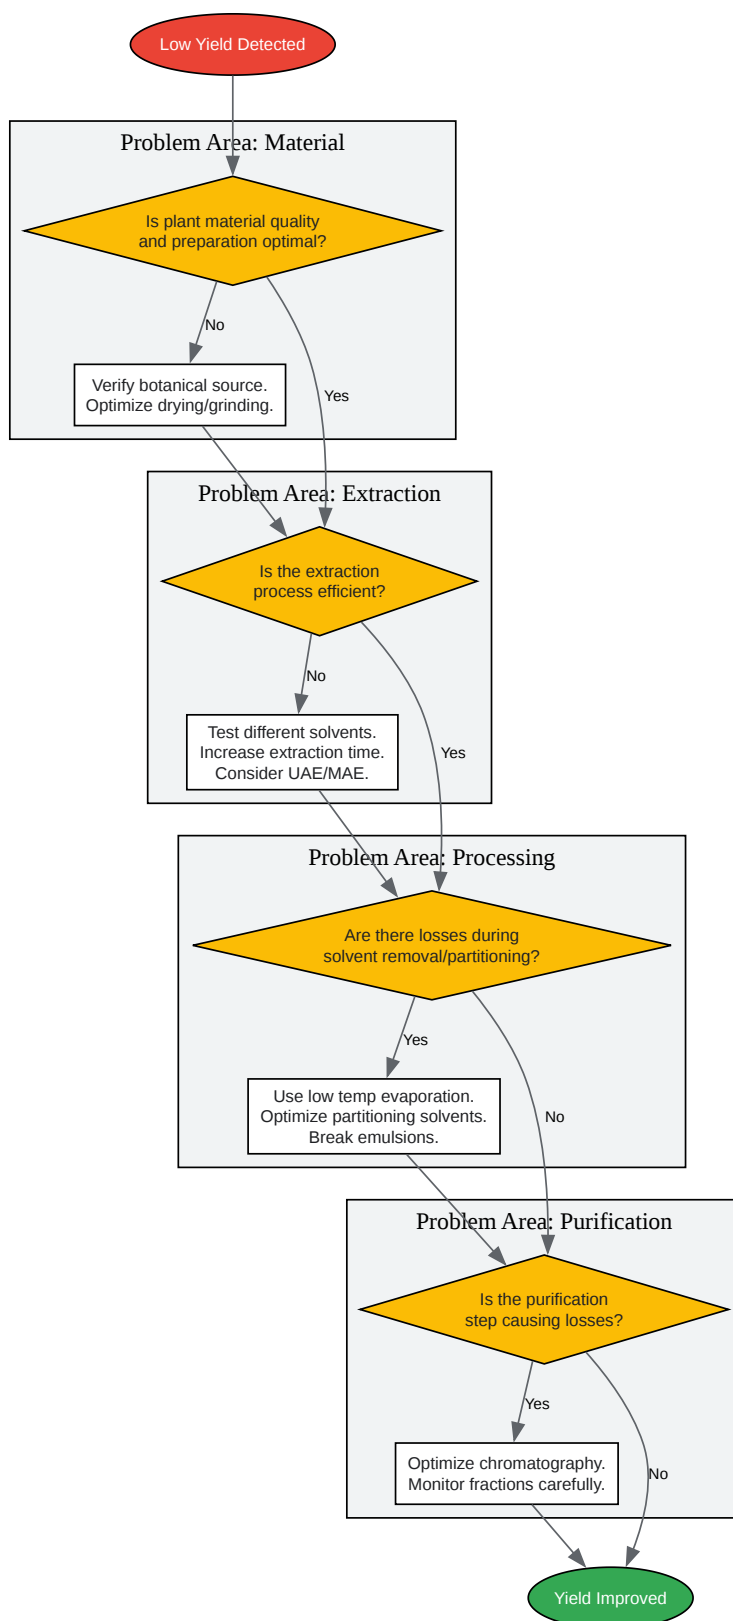 Low Yield Detected
Problem Area: Material
Is plant material quality
and preparation optimal?
No
Yes
Verify botanical source.
Optimize drying/grinding.
Problem Area: Extraction
Is the extraction
process efficient?
No
Yes
Test different solvents.
Increase extraction time.
Consider UAE/MAE.
Problem Area: Processing
Are there losses during
solvent removal/partitioning?
Yes
No
Use low temp evaporation.
Optimize partitioning solvents.
Break emulsions.
Problem Area: Purification
Is the purification
step causing losses?
Yes
No
Optimize chromatography.
Monitor fractions carefully.
Yield Improved